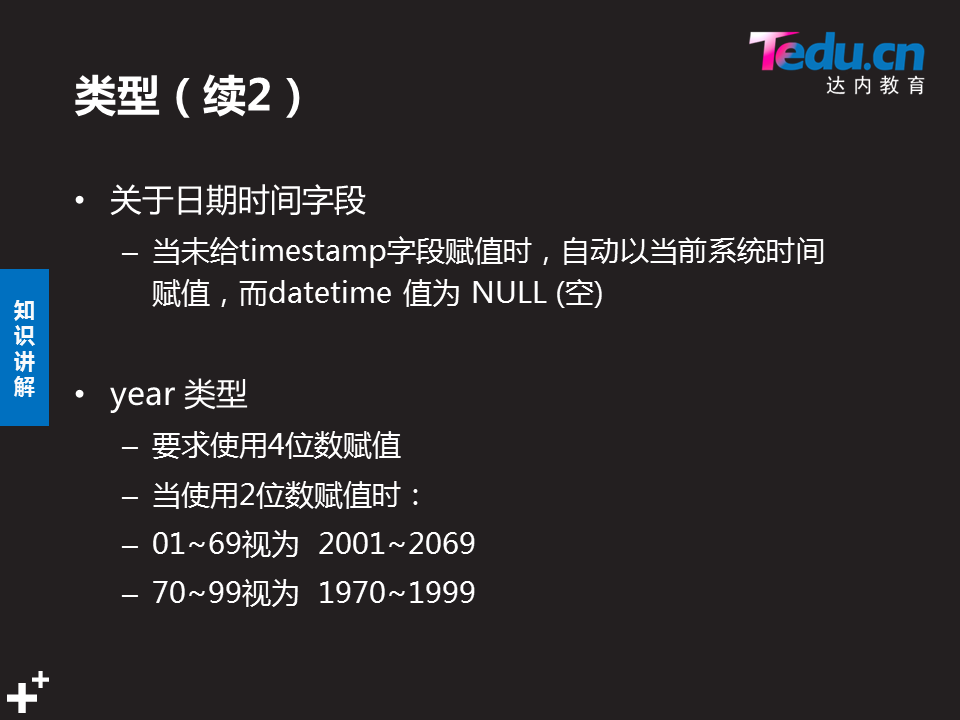 Tedu.cn
达内教育
类型（续2）
• 关于日期时间字段
– 当未给timestamp字段赋值时，自动以当前系统时间
赋值，而datetime 值为 NULL (空)
知识讲解
• year 类型
– 要求使用4位数赋值
– 当使用2位数赋值时：
– 01~69视为 2001~2069
– 70~99视为 1970~1999